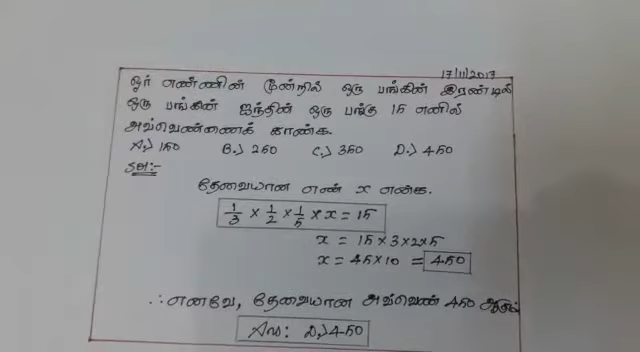 17/11/2017
ஓர் எண்ணின் மூன்றில் ஒரு பங்கின் இரண்டில்
ஒரு பங்கின் ஐந்தின் ஒரு பங்கு 15 எனில்
அவ்வெண்ணைக் காண்க.
A.) 150 B.) 250 C.) 350 D.) 450
தேவையான எண் x என்க.
1/3 × 1/2 × 1/5 × x = 15
x = 15×3×2×5
x = 45×10 = 450
∴ எனவே, தேவையான அவ்வெண் 450 ஆகும்
Ans: D.) 450